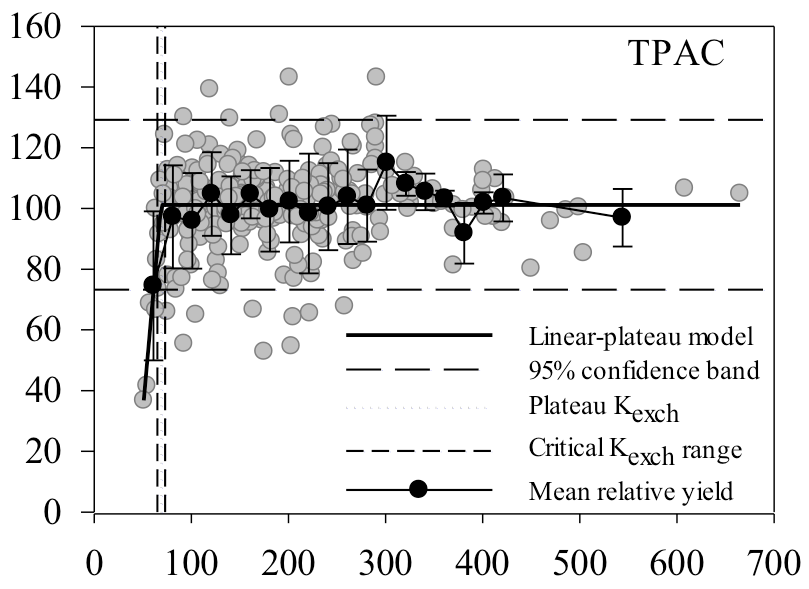 160
TPAC
140
120
100
80
60
40
20
0
Linear-plateau model
95% confidence band
Plateau Kexch
Critical Kexch range
Mean relative yield
0 100 200 300 400 500 600 700